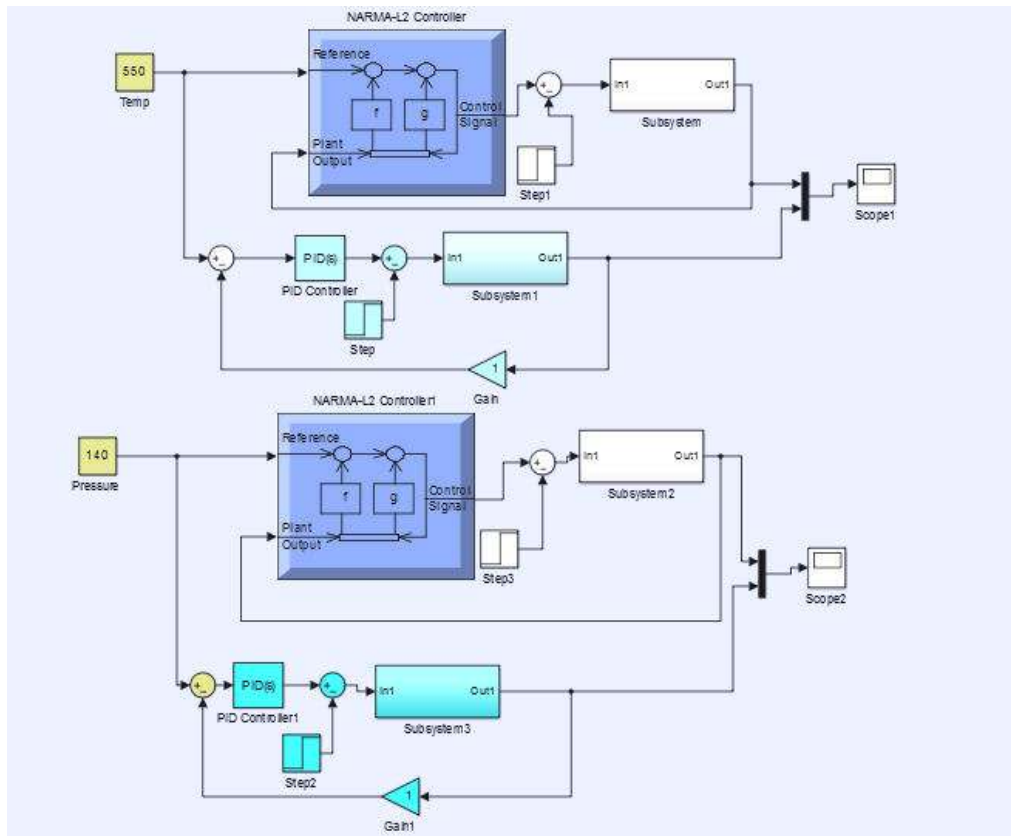 NARMA-L2 Controller
Reference
550
Temp
f
g
Control
Signal
Plant
Output
+
-
In1
Out1
Subsystem
Step1
Scope1
+
-
PID(s)
PID Controller
+
-
In1
Out1
Subsystem1
Step
1
Gain
NARMA-L2 Controller1
Reference
140
Pressure
f
g
Control
Signal
Plant
Output
+
-
In1
Out1
Subsystem2
Step3
Scope2
+
-
PID(s)
PID Controller1
+
-
In1
Out1
Subsystem3
Step2
1
Gain1